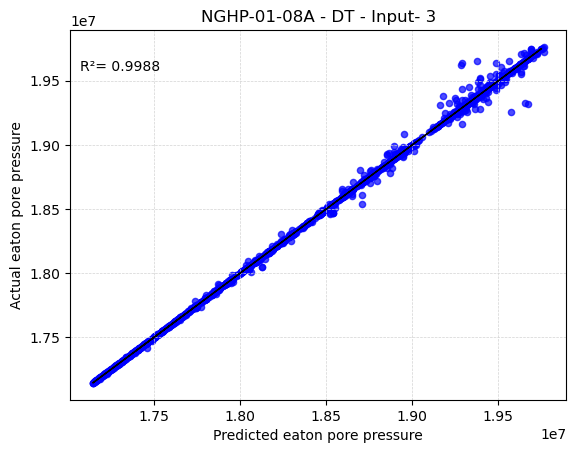 NGHP-01-08A - DT - Input- 3
1e7
R²= 0.9988
1.95
1.90
1.85
1.80
1.75
Actual eaton pore pressure
1.75 1.80 1.85 1.90 1.95
1e7
Predicted eaton pore pressure